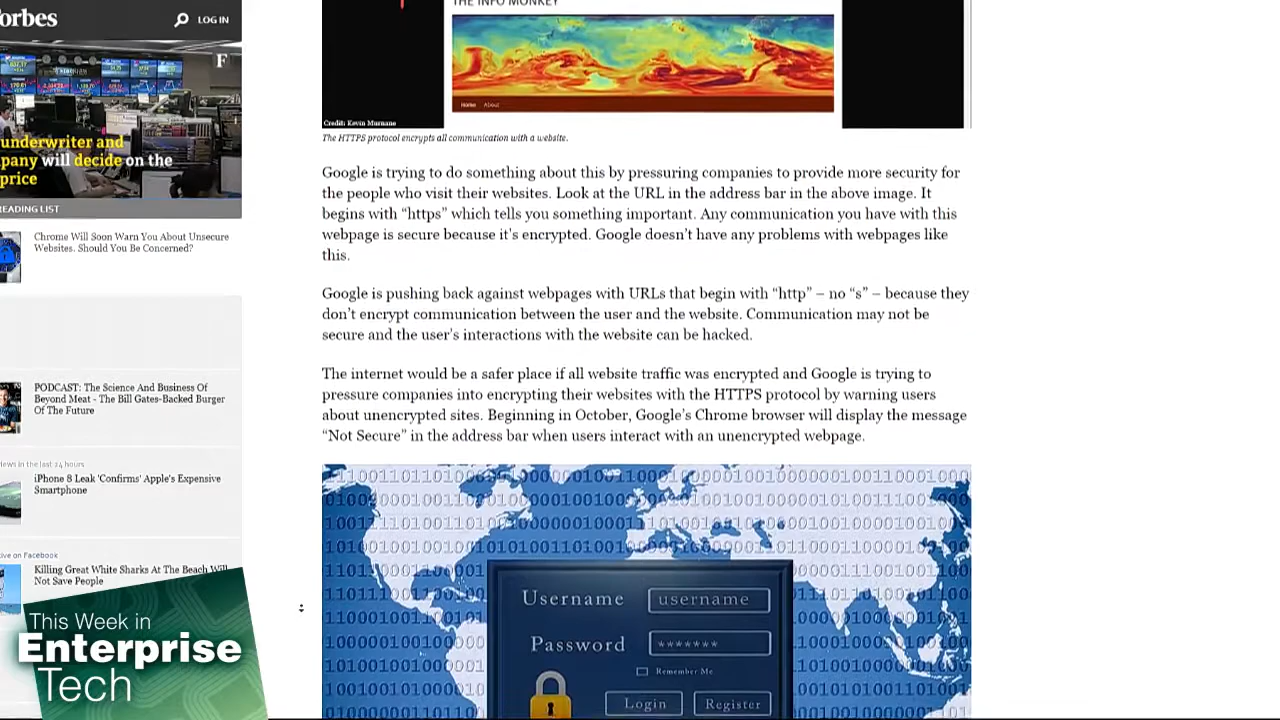 orbes
LOG IN
underwriter and
pany will decide on the
price
EADING LIST
Chrome Will Soon Warn You About Unsecure
Websites. Should You Be Concerned?
PODCAST: The Science And Business Of
Beyond Meat - The Bill Gates-Backed Burger
Of The Future
iews in the last 24 hours
iPhone 8 Leak 'Confirms' Apple's Expensive
Smartphone
ive on Facebook
Killing Great White Sharks At The Beach Will
Not Save People
This Week in
Enterprise
Tech
THE INFO MONKEY
Home About
Credit: Kevin Murnane
The HTTPS protocol encrypts all communication with a website.
Google is trying to do something about this by pressuring companies to provide more security for
the people who visit their websites. Look at the URL in the address bar in the above image. It
begins with “https” which tells you something important. Any communication you have with this
webpage is secure because it's encrypted. Google doesn't have any problems with webpages like
this.
Google is pushing back against webpages with URLs that begin with “http” – no “s” – because they
don't encrypt communication between the user and the website. Communication may not be
secure and the user's interactions with the website can be hacked.
The internet would be a safer place if all website traffic was encrypted and Google is trying to
pressure companies into encrypting their websites with the HTTPS protocol by warning users
about unencrypted sites. Beginning in October, Google's Chrome browser will display the message
“Not Secure” in the address bar when users interact with an unencrypted webpage.
Username username
Password *******
Remember Me
Login Register